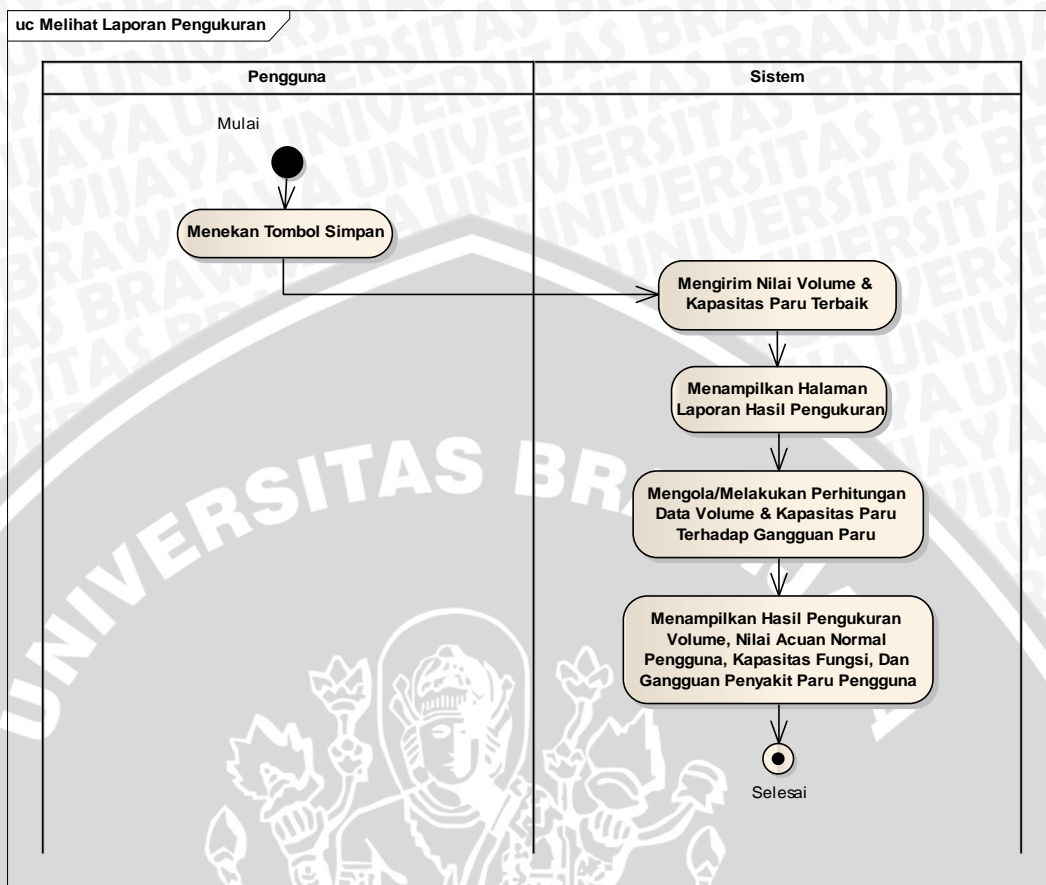 uc Melihat Laporan Pengukuran
Pengguna
Sistem
Mulai
Menekan Tombol Simpan
Mengirim Nilai Volume &
Kapasitas Paru Terbaik
Menampilkan Halaman
Laporan Hasil Pengukuran
Mengola/Melakukan Perhitungan
Data Volume & Kapasitas Paru
Terhadap Gangguan Paru
Menampilkan Hasil Pengukuran
Volume, Nilai Acuan Normal
Pengguna, Kapasitas Fungsi, Dan
Gangguan Penyakit Paru Pengguna
Selesai
UNIVERSITAS BRA